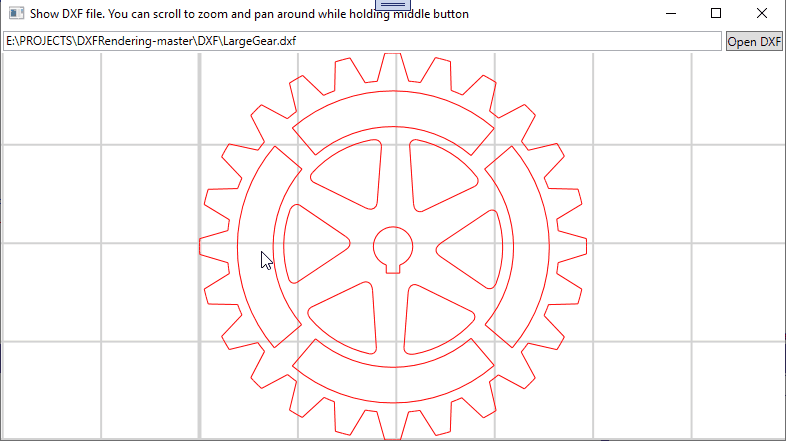 Show DXF file. You can scroll to zoom and pan around while holding middle button
E:\PROJECTS\DXFRendering-master\DXF\LargeGear.dxf
Open DXF